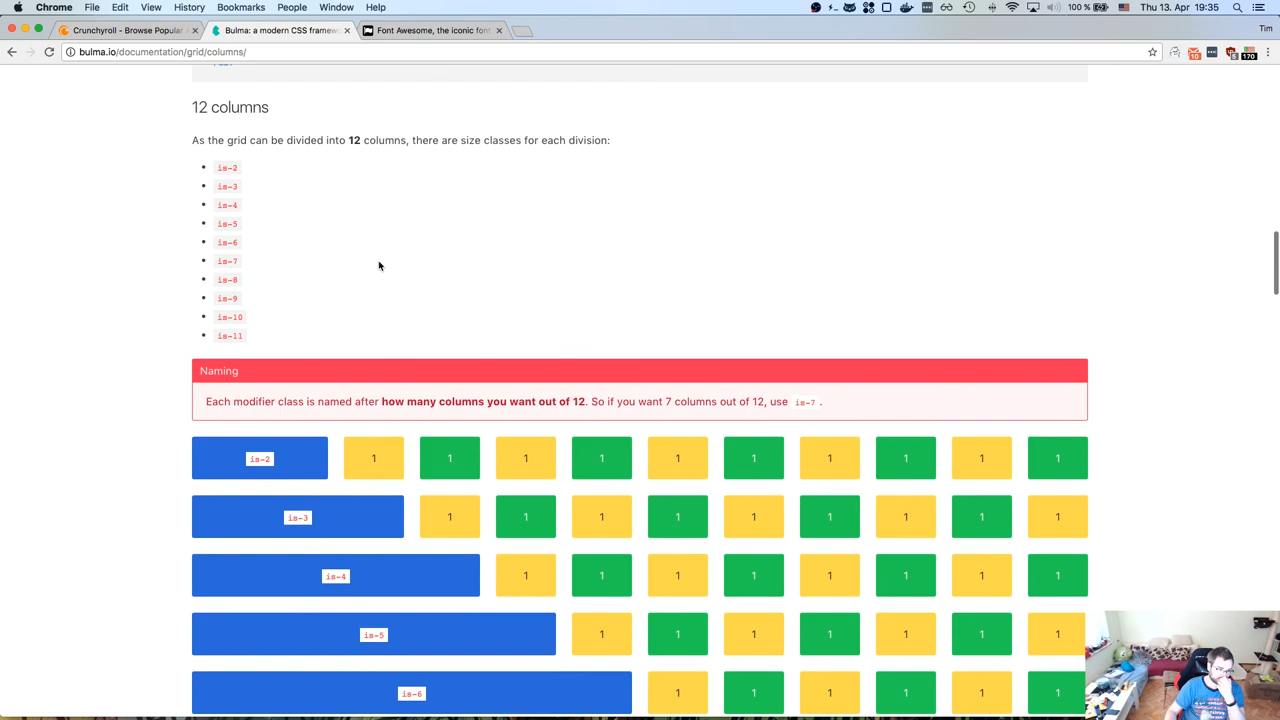 Chrome File Edit View History Bookmarks People Window Help 100 % Thu 13. Apr 19:35
Crunchyroll - Browse Popular A Bulma: a modern CSS framew Font Awesome, the iconic font Tim
bulma.io/documentation/grid/columns/ 10 5 170
12 columns
As the grid can be divided into 12 columns, there are size classes for each division:
is-2
is-3
is-4
is-5
is-6
is-7
is-8
is-9
is-10
is-11
Naming
Each modifier class is named after how many columns you want out of 12. So if you want 7 columns out of 12, use is-7 .
is-2 1 1 1 1 1 1 1 1 1 1
is-3 1 1 1 1 1 1 1 1 1
is-4 1 1 1 1 1 1 1 1
is-5 1 1 1 1 1 1 1
is-6 1 1 1 1 1 1